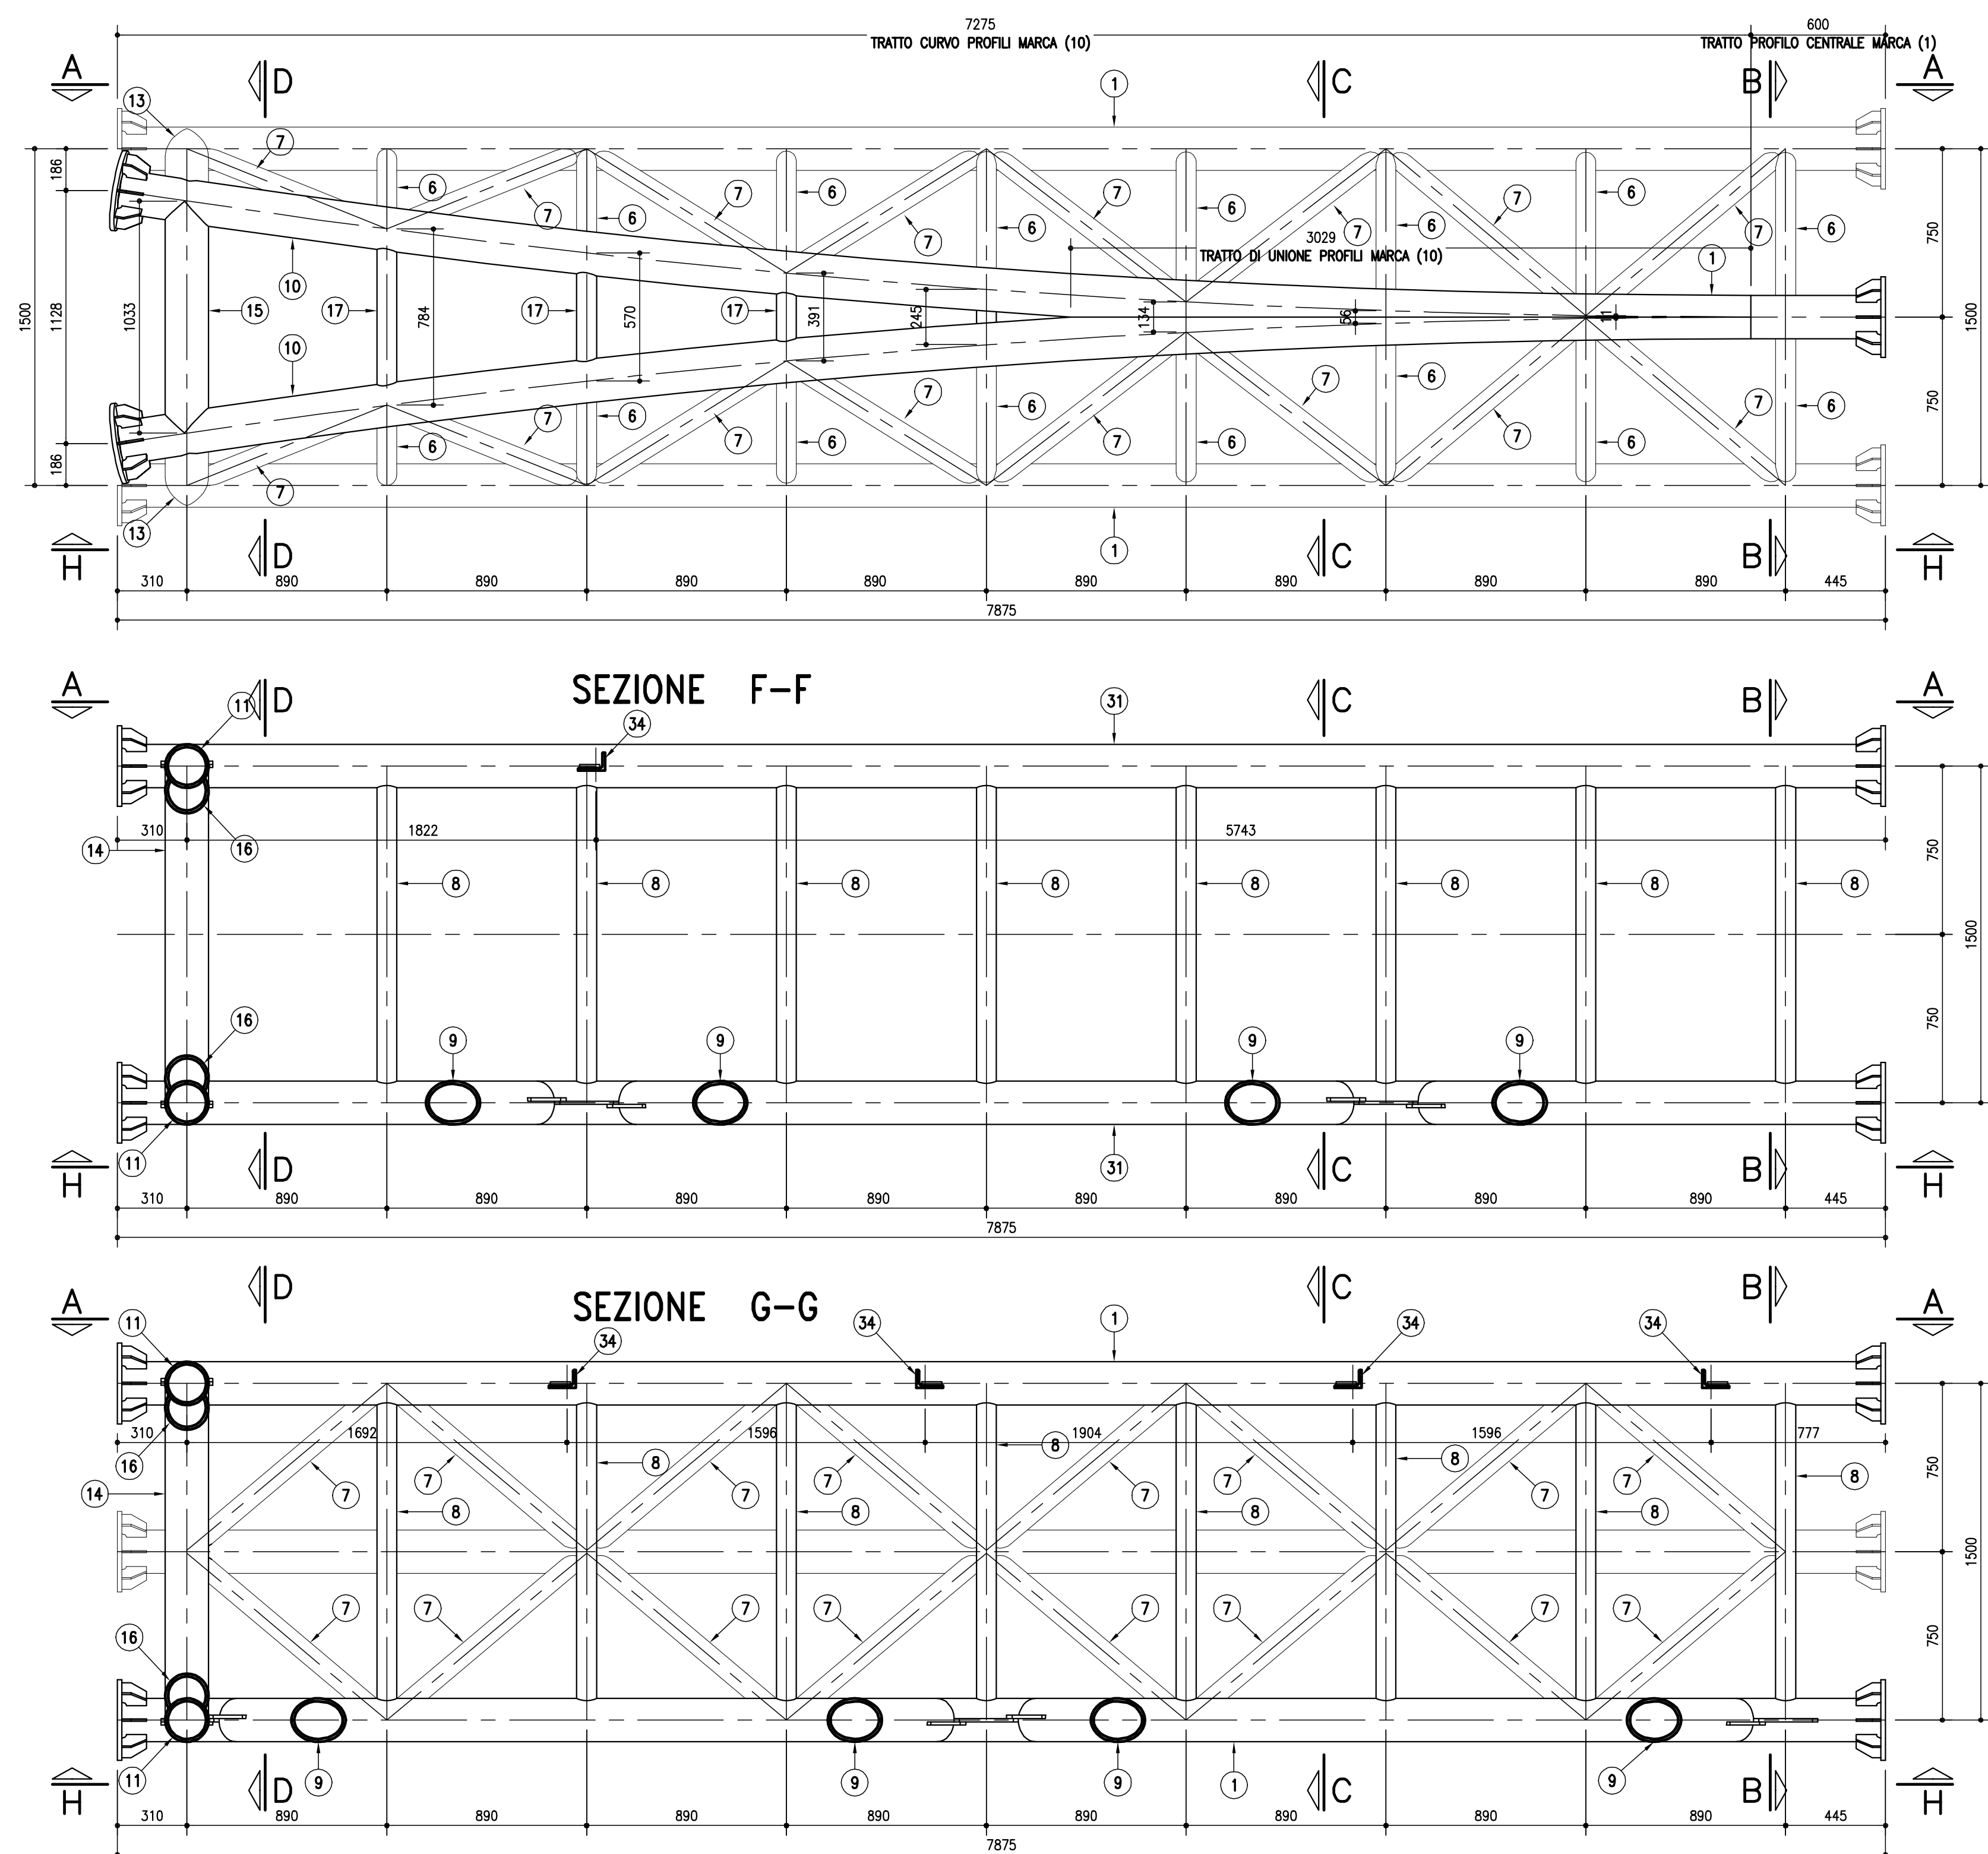 7275 600
TRATTO CURVO PROFILI MARCA (10) TRATTO PROFILO CENTRALE MARCA (1)
A D 1 C B A
13
7 7 7 7 7 7 7
6 6 6 6 6 6 6 6
186 1128 186 1500
3029
TRATTO DI UNIONE PROFILI MARCA (10)
1
10 15 17 17 17
1033 784 570 391 245 134 56 11
750 750 1500
10
6 6 6 6 6 6 6 6
7 7 7 7 7 7 7 7
13
H D 1 C B H
310 890 890 890 890 890 890 890 890 445
7875
SEZIONE F-F
A 11 D 34 31 C B A
310 1822 5743
14 16
8 8 8 8 8 8 8 8
750 750 1500
16 9 9 9 9
11 31
H D C B H
310 890 890 890 890 890 890 890 890 445
7875
SEZIONE G-G
A D C B A
11 34 34 1 34 34
310 1692 1596 1904 1596 777
16 8 8 8 8
14 7 7 7 7 7 7 7 7
8 8 8 8
750 750 1500
7 7 7 7 7 7 7 7
16
11 9 9 9 1 9
H D C B H
310 890 890 890 890 890 890 890 890 445
7875